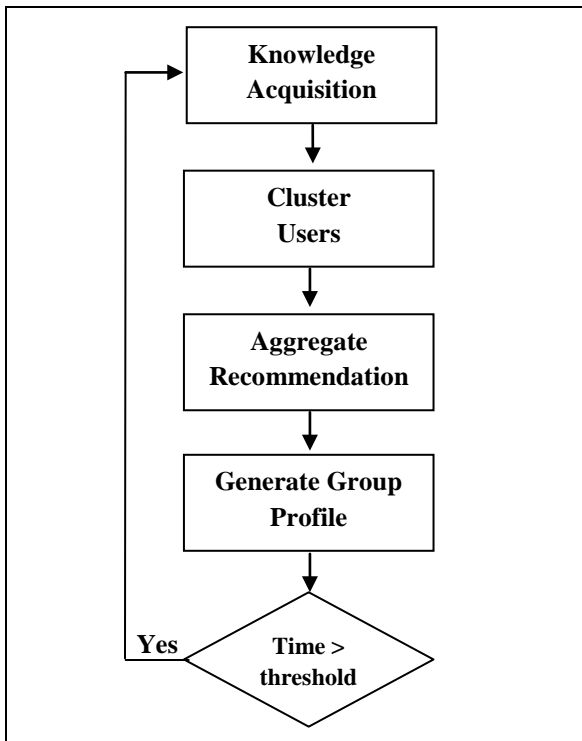 Knowledge
Acquisition
Cluster
Users
Aggregate
Recommendation
Generate Group
Profile
Yes
Time >
threshold